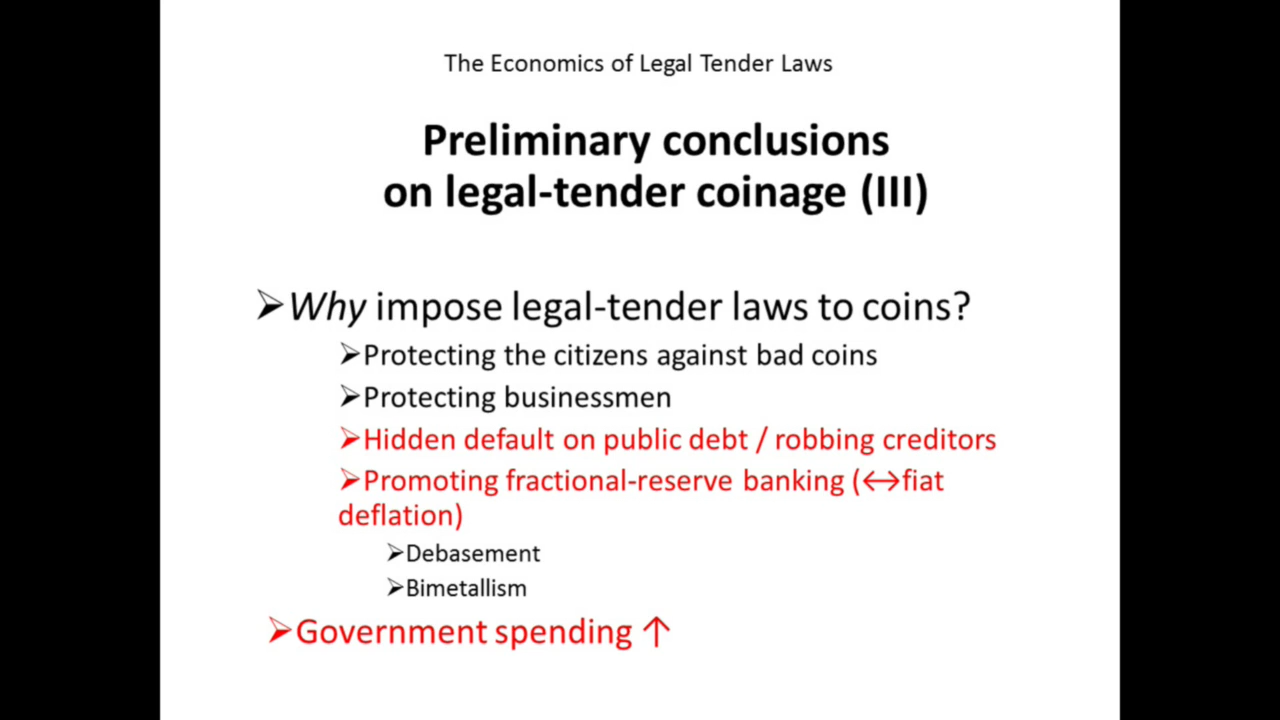 The Economics of Legal Tender Laws
Preliminary conclusions
on legal-tender coinage (III)
➢Why impose legal-tender laws to coins?
➢Protecting the citizens against bad coins
➢Protecting businessmen
➢Hidden default on public debt / robbing creditors
➢Promoting fractional-reserve banking (↔fiat
deflation)
➢Debasement
➢Bimetallism
➢Government spending ↑